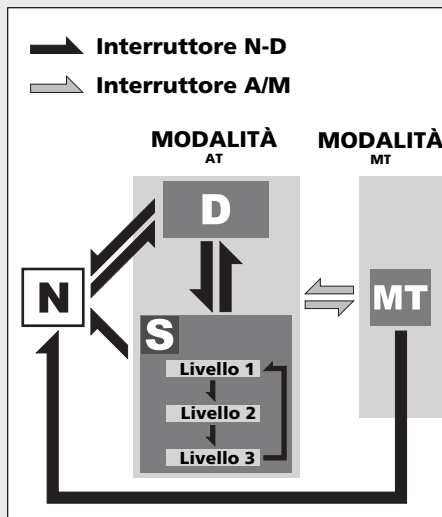 Interruttore N-D
Interruttore A/M
MODALITÀ
AT
MODALITÀ
MT
D
N
MT
S
Livello 1
Livello 2
Livello 3